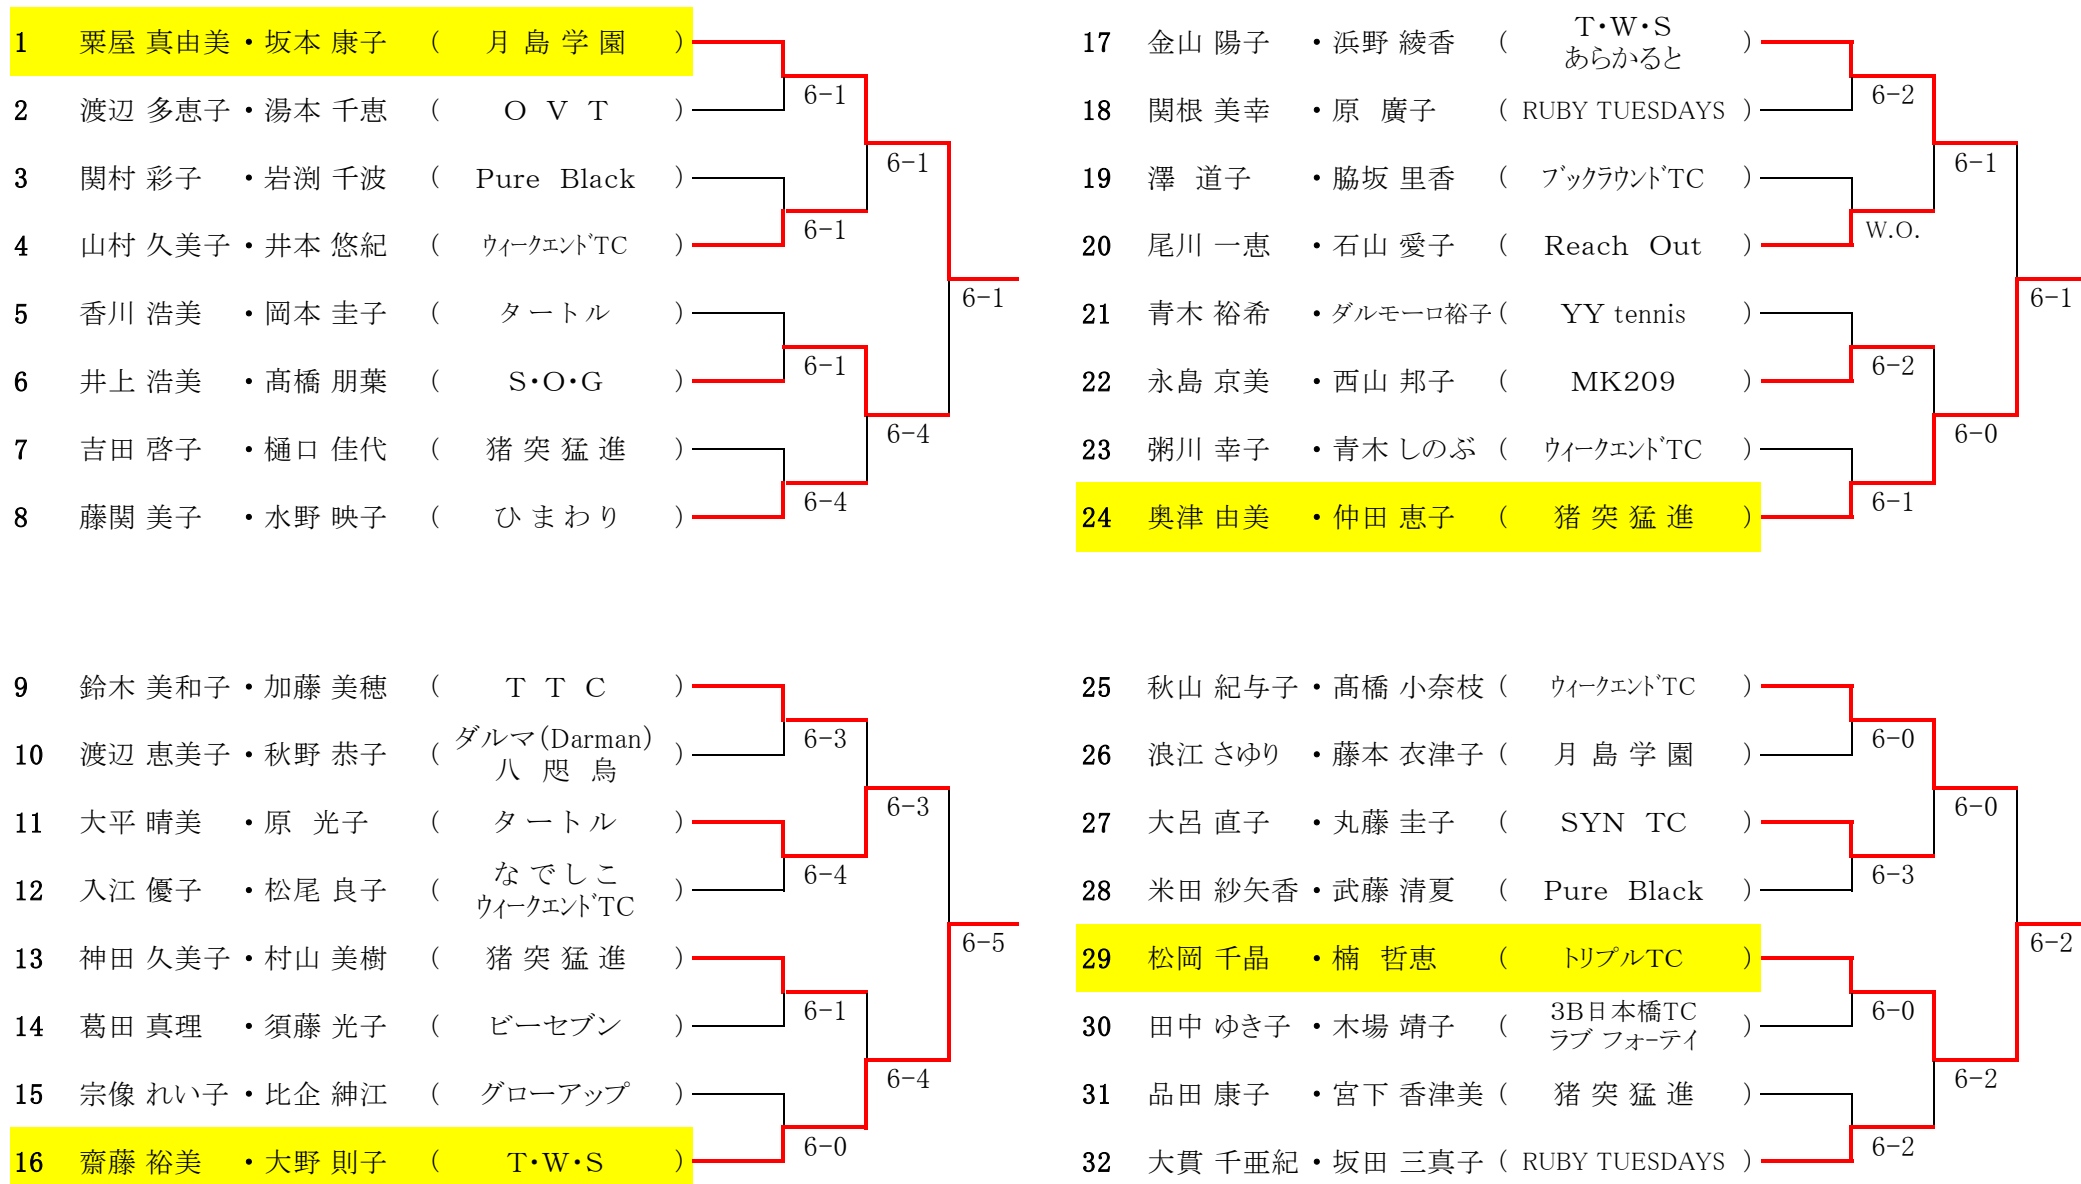 1 粟屋 真由美・坂本 康子 ( 月 島 学 園 )
2 渡辺 多恵子・湯本 千恵 ( O V T )
6-1
3 関村 彩子 ・岩渕 千波 ( Pure Black )
4 山村 久美子・井本 悠紀 ( ウィークエンドTC )
6-1
6-1
5 香川 浩美 ・岡本 圭子 ( タートル )
6 井上 浩美 ・髙橋 朋葉 ( S・O・G )
6-1
7 吉田 啓子 ・樋口 佳代 ( 猪 突 猛 進 )
8 藤関 美子 ・水野 映子 ( ひ ま わ り )
6-4
6-4
6-1
17 金山 陽子 ・浜野 綾香 ( T・W・S
あらかると )
18 関根 美幸 ・原 廣子 ( RUBY TUESDAYS )
6-2
19 澤 道子 ・脇坂 里香 ( ブックラウンドTC )
20 尾川 一恵 ・石山 愛子 ( Reach Out )
W.O.
6-1
21 青木 裕希 ・ダルモーロ裕子 ( YY tennis )
22 永島 京美 ・西山 邦子 ( MK209 )
6-2
23 粥川 幸子 ・青木 しのぶ ( ウィークエンドTC )
24 奥津 由美 ・仲田 恵子 ( 猪 突 猛 進 )
6-1
6-0
6-1
9 鈴木 美和子・加藤 美穂 ( T T C )
10 渡辺 恵美子・秋野 恭子 ( ダルマ(Darman)
八 咫 烏 )
6-3
11 大平 晴美 ・原 光子 ( タートル )
12 入江 優子 ・松尾 良子 ( な で し こ
ウィークエンドTC )
6-4
6-3
13 神田 久美子・村山 美樹 ( 猪 突 猛 進 )
14 葛田 真理 ・須藤 光子 ( ビーセブン )
6-1
15 宗像 れい子・比企 紳江 ( グローアップ )
16 齋藤 裕美 ・大野 則子 ( T・W・S )
6-0
6-4
6-5
25 秋山 紀与子・髙橋 小奈枝 ( ウィークエンドTC )
26 浪江 さゆり ・藤本 衣津子 ( 月 島 学 園 )
6-0
27 大呂 直子 ・丸藤 圭子 ( SYN TC )
28 米田 紗矢香・武藤 清夏 ( Pure Black )
6-3
6-0
29 松岡 千晶 ・楠 哲恵 ( トリプルTC )
30 田中 ゆき子 ・木場 靖子 ( 3B日本橋TC
ラブ フォーティ )
6-0
31 品田 康子 ・宮下 香津美 ( 猪 突 猛 進 )
32 大貫 千亜紀・坂田 三真子 ( RUBY TUESDAYS )
6-2
6-2
6-2